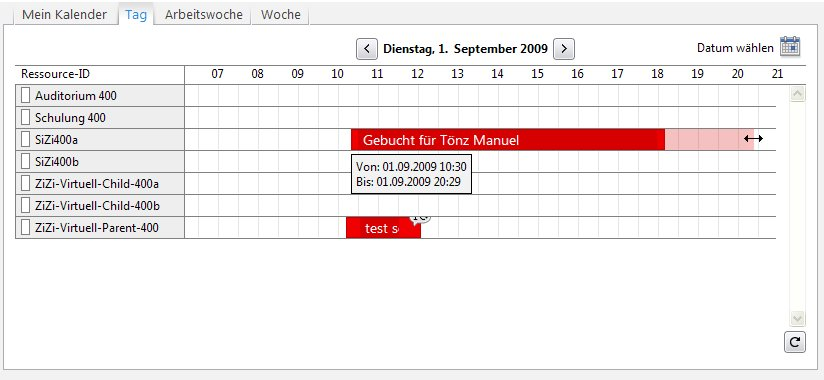 Mein Kalender Tag Arbeitswoche Woche
Dienstag, 1. September 2009 Datum wählen
Ressource-ID 07 08 09 10 11 12 13 14 15 16 17 18 19 20 21
Auditorium 400
Schulung 400
SiZi400a Gebucht für Tönz Manuel
SiZi400b
Von: 01.09.2009 10:30
Bis: 01.09.2009 20:29
ZiZi-Virtuell-Child-400a
ZiZi-Virtuell-Child-400b
ZiZi-Virtuell-Parent-400 test